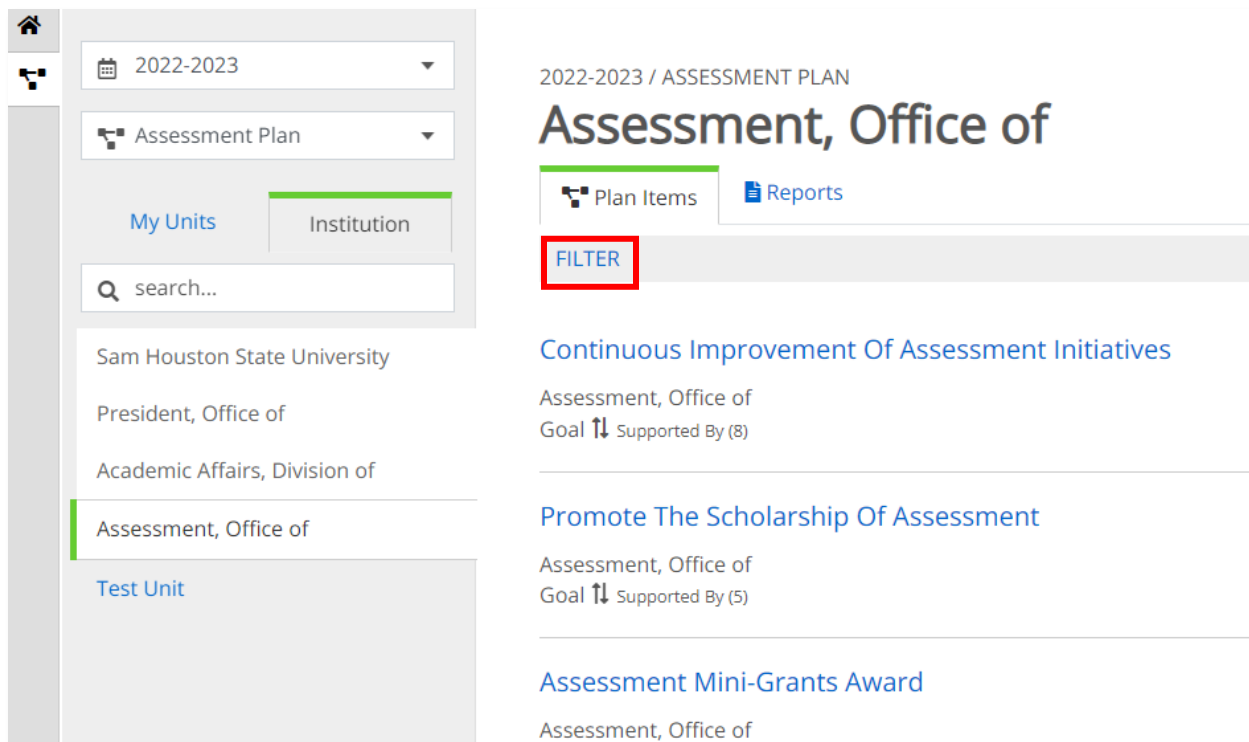 2022-2023
Assessment Plan
My Units
Institution
search...
Sam Houston State University
President, Office of
Academic Affairs, Division of
Assessment, Office of
Test Unit
2022-2023 / ASSESSMENT PLAN
Assessment, Office of
Plan Items
Reports
FILTER
Continuous Improvement Of Assessment Initiatives
Assessment, Office of
Goal Supported By (8)
Promote The Scholarship Of Assessment
Assessment, Office of
Goal Supported By (5)
Assessment Mini-Grants Award
Assessment, Office of